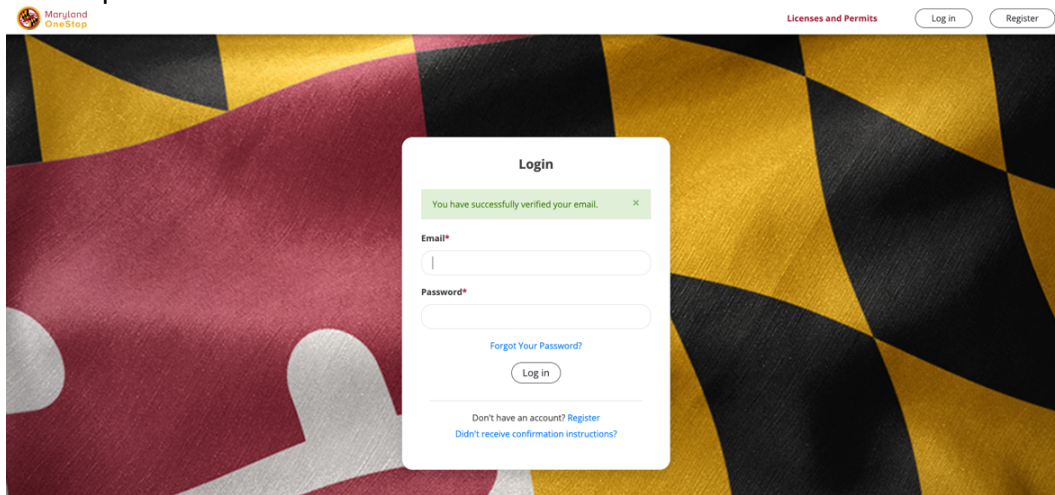 Maryland
OneStop
Licenses and Permits
Log in
Register
Login
You have successfully verified your email. ×
Email*
Password*
Forgot Your Password?
Log in
Don't have an account? Register
Didn't receive confirmation instructions?